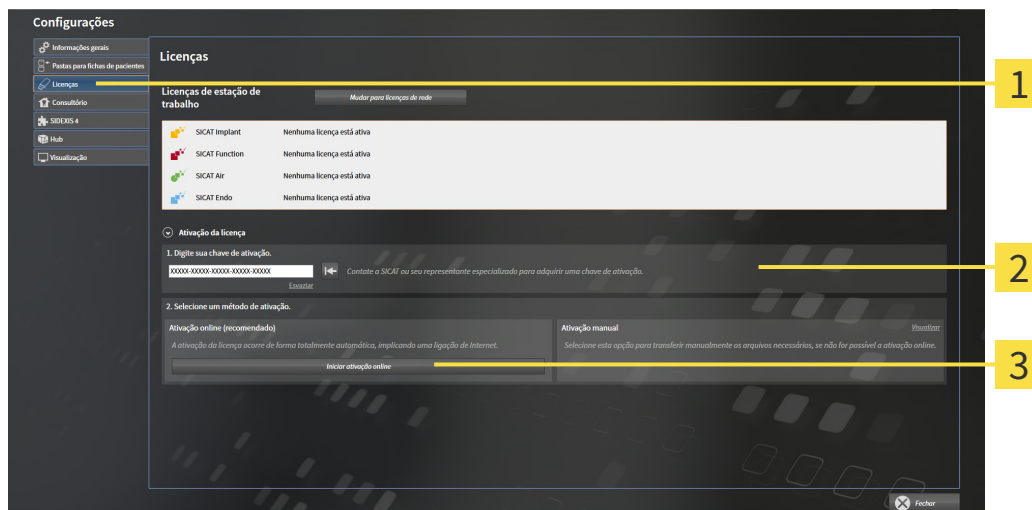 Configurações
Informações gerais
Pastas para fichas de pacientes
Licenças
Consultório
SIDEXIS 4
Hub
Visualização
Licenças
Licenças de estação de
trabalho
Mudar para licenças de rede
SICAT Implant Nenhuma licença está ativa
SICAT Function Nenhuma licença está ativa
SICAT Air Nenhuma licença está ativa
SICAT Endo Nenhuma licença está ativa
Ativação da licença
1. Digite sua chave de ativação.
XXXXX-XXXXX-XXXXX-XXXXX-XXXXX
Contate a SICAT ou seu representante especializado para adquirir uma chave de ativação.
Esvaziar
2. Selecione um método de ativação.
Ativação online (recomendado)
A ativação da licença ocorre de forma totalmente automática, implicando uma ligação de Internet.
Iniciar ativação online
Ativação manual Visualizar
Selecione esta opção para transferir manualmente os arquivos necessários, se não for possível a ativação online.
Fechar
1
2
3